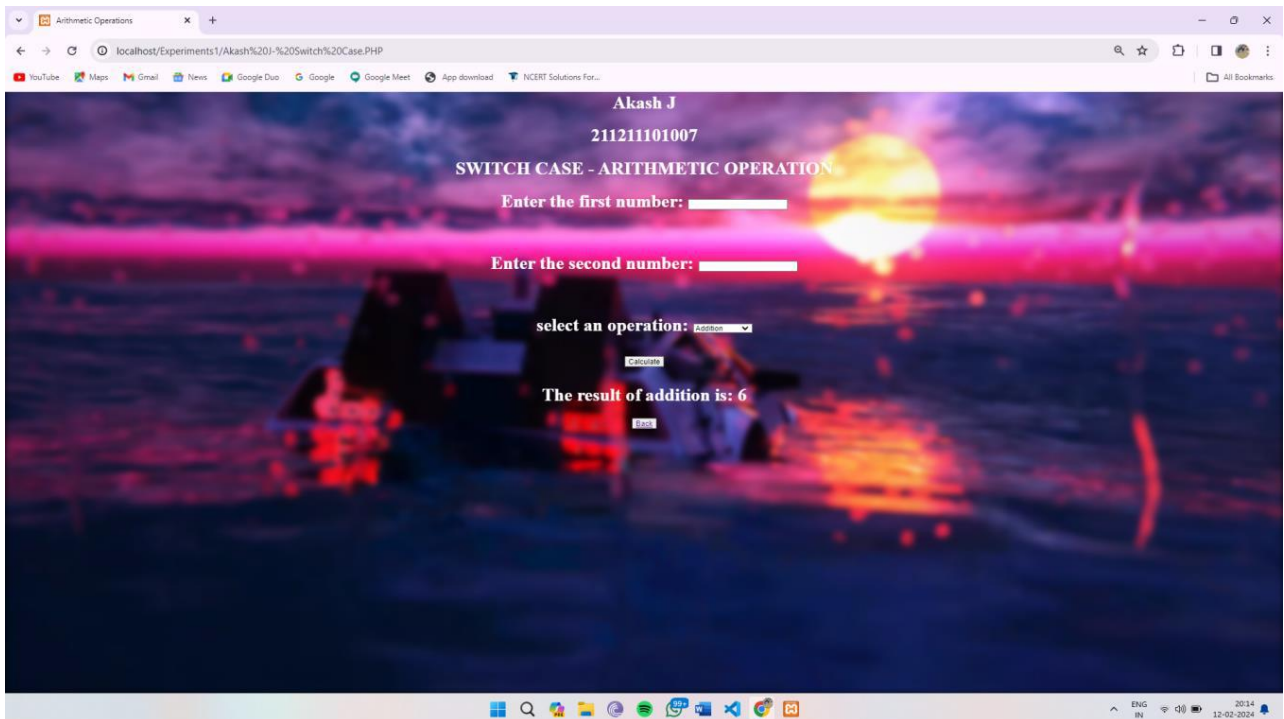 Arithmetic Operations
localhost/Experiments1/Akash%20J-%20Switch%20Case.PHP
YouTube Maps Gmail News Google Duo Google Google Meet App download NCERT Solutions For... All Bookmarks
Akash J
211211101007
SWITCH CASE - ARITHMETIC OPERATION
Enter the first number:
Enter the second number:
select an operation: Addition
Calculate
The result of addition is: 6
Back
99+
ENG 20:14
IN 12-02-2024